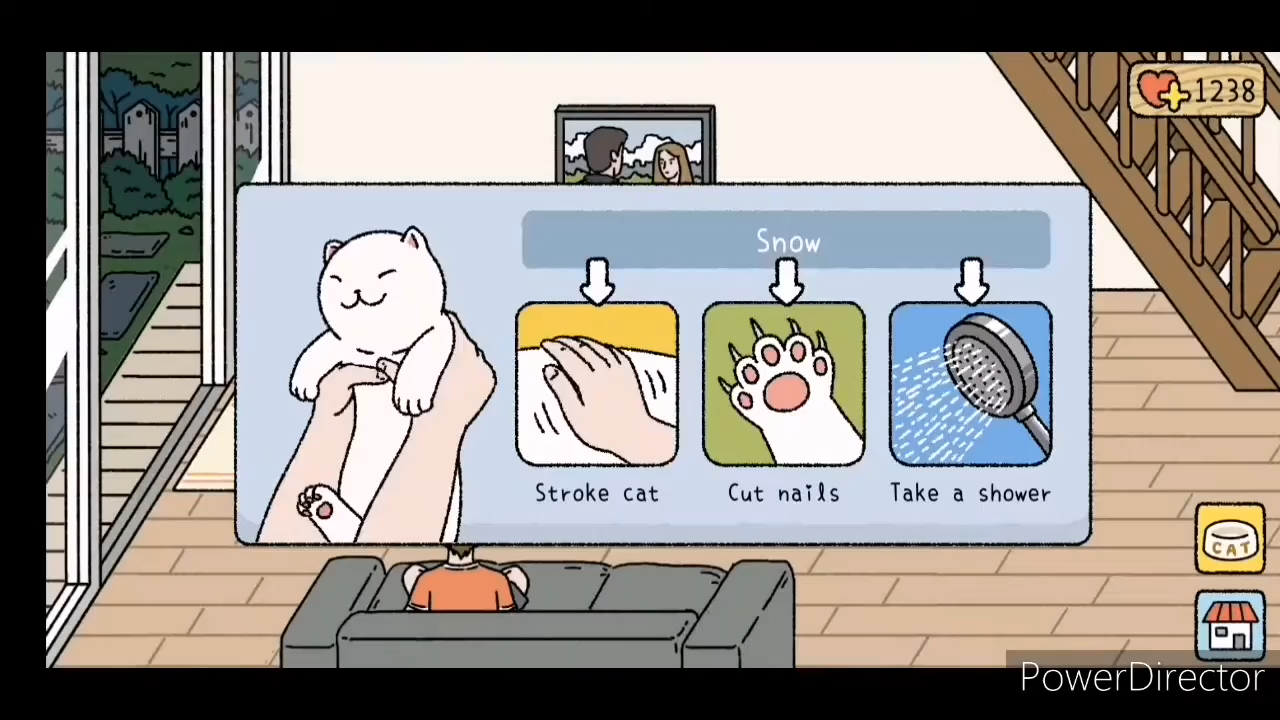 1238
Snow
Stroke cat
Cut nails
Take a shower
CAT
PowerDirector